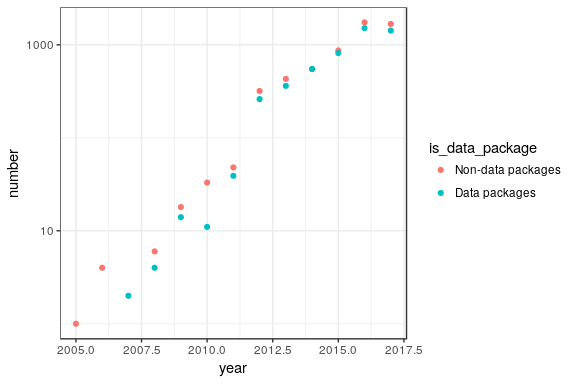 1000
10
number
2005.0 2007.5 2010.0 2012.5 2015.0 2017.5
year
is_data_package
Non-data packages
Data packages